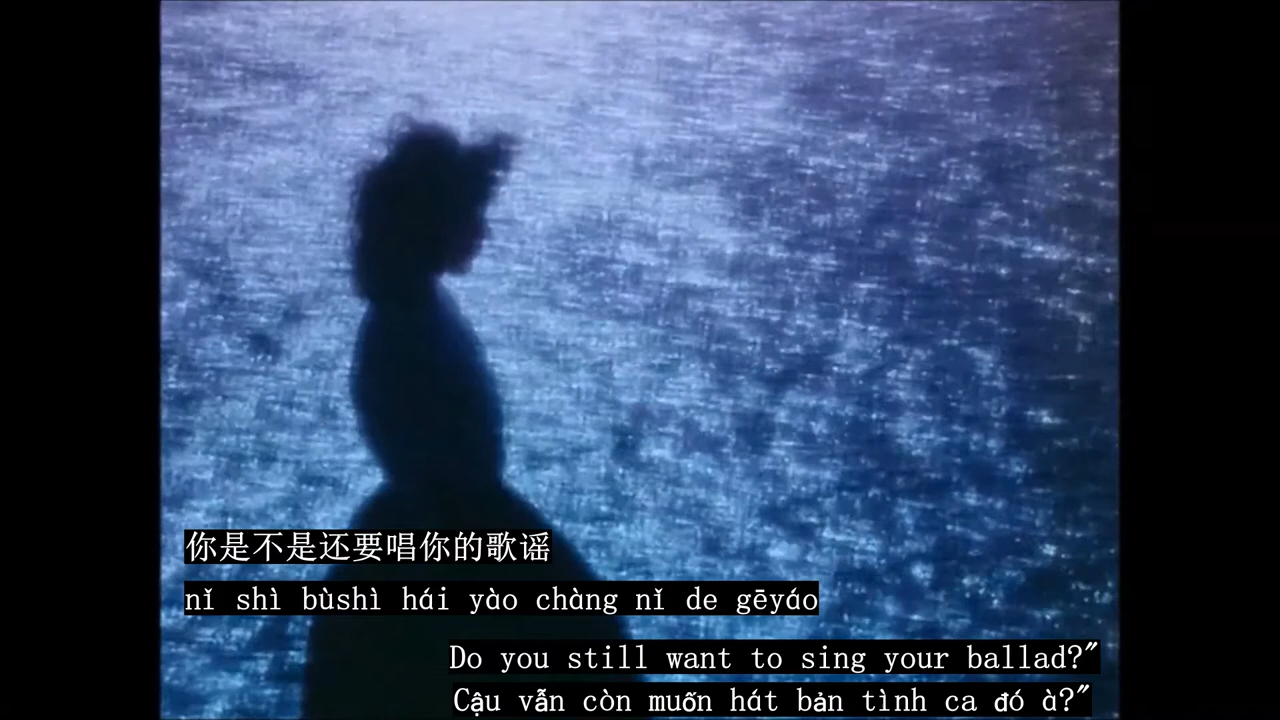 你是不是还要唱你的歌谣
nǐ shì bùshì hái yào chàng nǐ de gēyáo
Do you still want to sing your ballad?"
Cậu vẫn còn muốn hát bản tình ca đó à?"